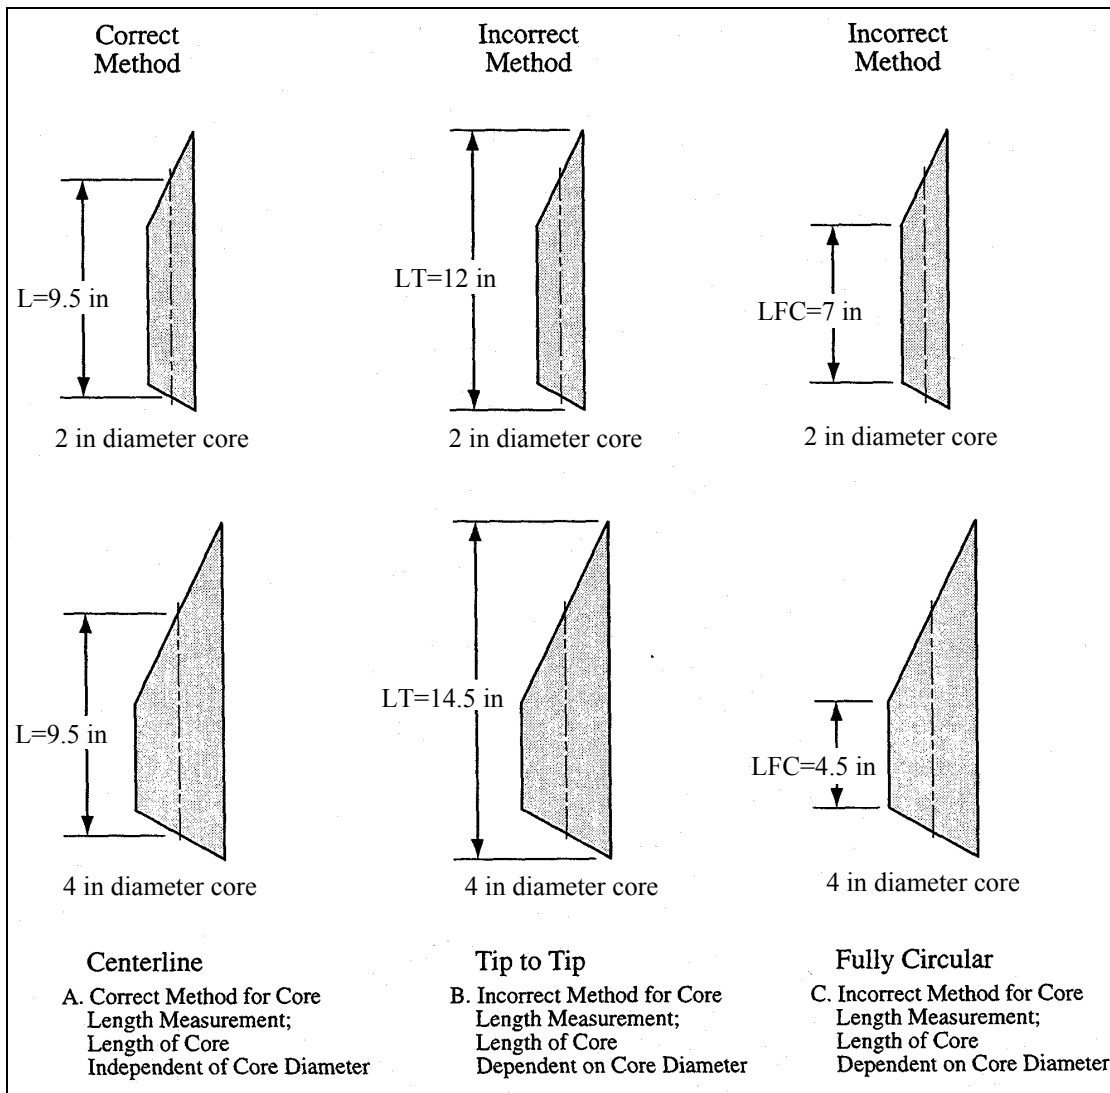 Correct
Method
Incorrect
Method
Incorrect
Method
L=9.5 in
LT=12 in
LFC=7 in
2 in diameter core
2 in diameter core
2 in diameter core
L=9.5 in
LT=14.5 in
LFC=4.5 in
4 in diameter core
4 in diameter core
4 in diameter core
Centerline
A. Correct Method for Core
Length Measurement;
Length of Core
Independent of Core Diameter
Tip to Tip
B. Incorrect Method for Core
Length Measurement;
Length of Core
Dependent on Core Diameter
Fully Circular
C. Incorrect Method for Core
Length Measurement;
Length of Core
Dependent on Core Diameter